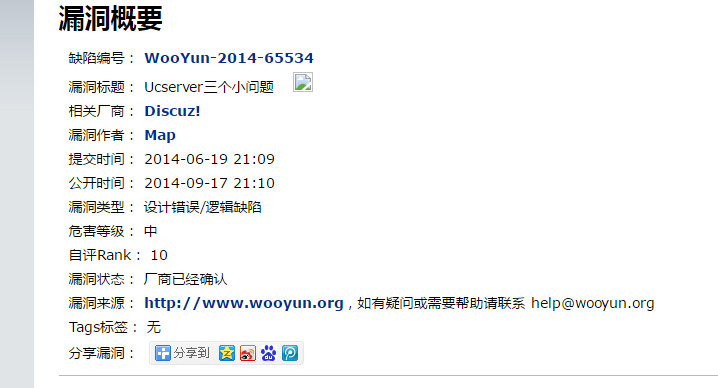 漏洞概要
缺陷编号： WooYun-2014-65534
漏洞标题： Ucserver三个小问题
相关厂商： Discuz!
漏洞作者： Map
提交时间： 2014-06-19 21:09
公开时间： 2014-09-17 21:10
漏洞类型： 设计错误/逻辑缺陷
危害等级： 中
自评Rank： 10
漏洞状态： 厂商已经确认
漏洞来源： http://www.wooyun.org，如有疑问或需要帮助请联系 help@wooyun.org
Tags标签： 无
分享漏洞： 分享到